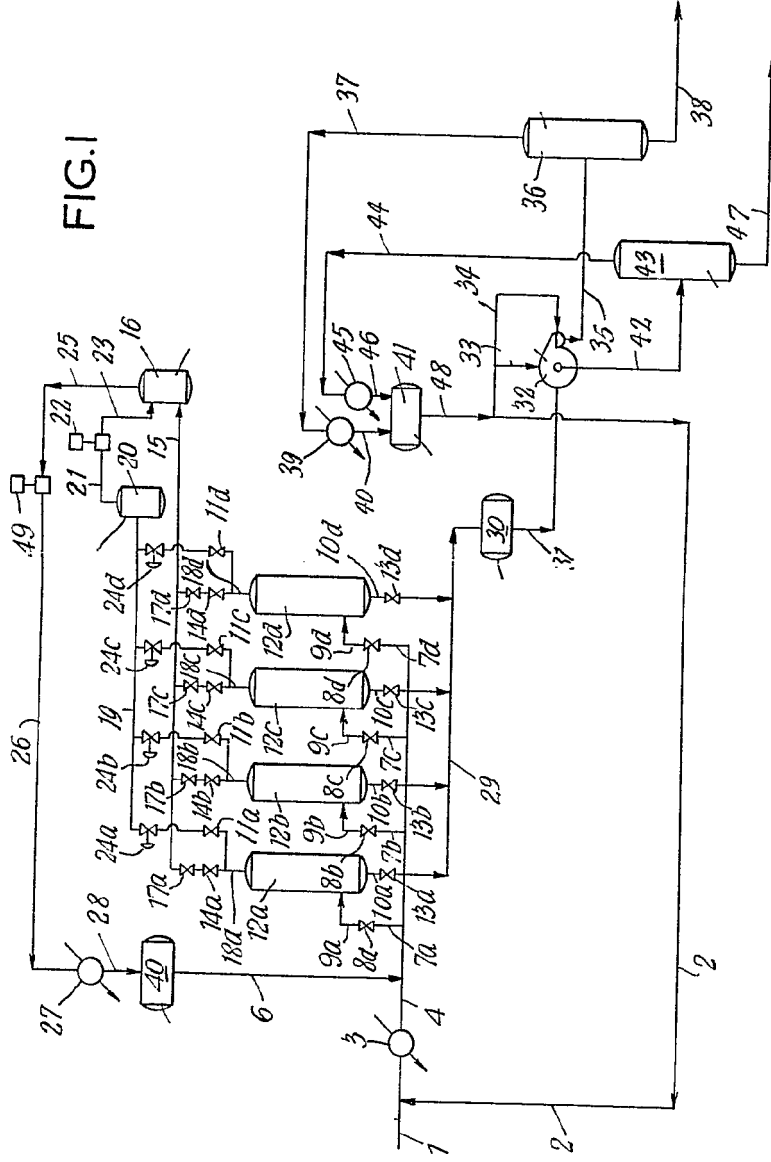 FIG.1
49
22
25
23
16
21
20
15
37
38
36
44
47
43
34
35
42
33
32
45
46
41
48
39
40
31
30
26
19
24d
24c
24b
24a
11d
11c
11b
11a
17d
18d
14d
17c
18c
14c
17b
18b
14b
17a
14a
18a
12d
12c
12b
12a
10d
13d
9d
8d
7d
10c
13c
9c
8c
7c
10b
13b
9b
8b
7b
10a
13a
9a
8a
7a
29
28
27
40
6
4
3
2
2
1